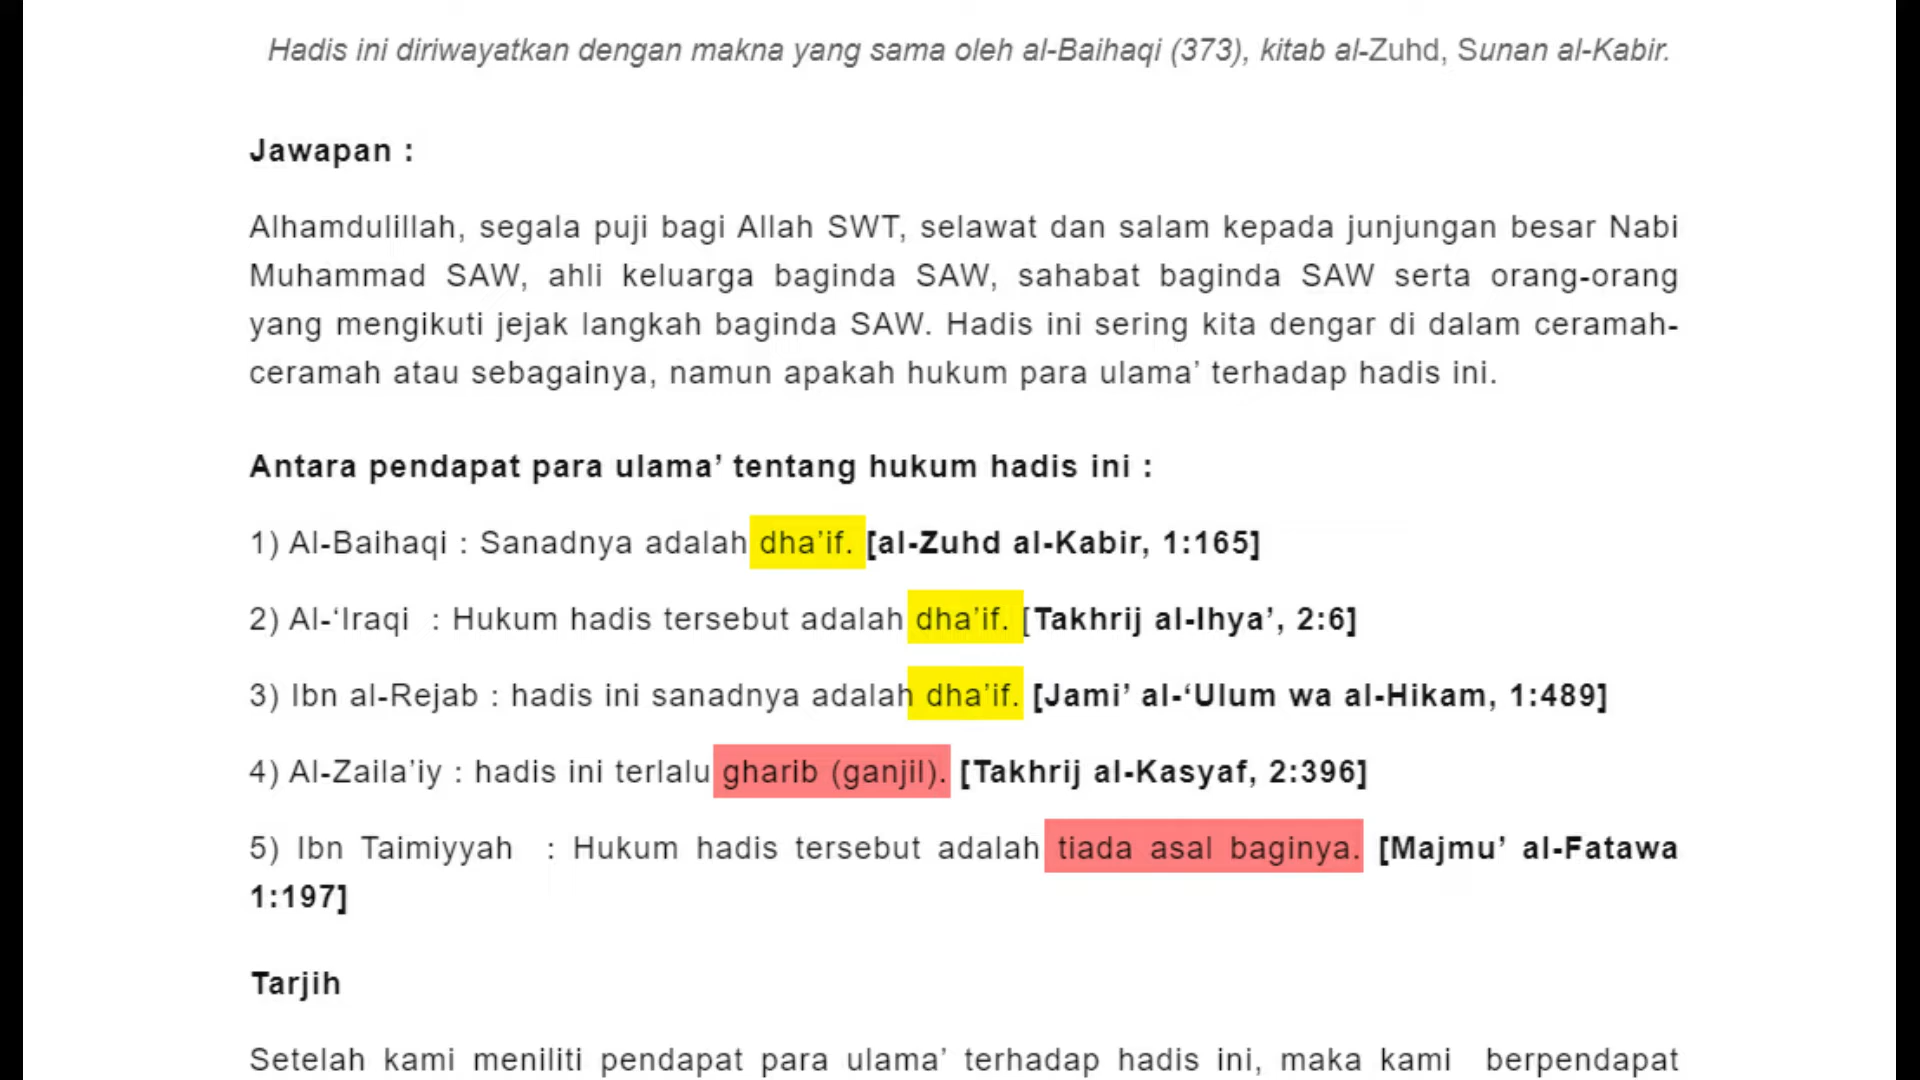 Hadis ini diriwayatkan dengan makna yang sama oleh al-Baihaqi (373), kitab al-Zuhd, Sunan al-Kabir.
Jawapan :
Alhamdulillah, segala puji bagi Allah SWT, selawat dan salam kepada junjungan besar Nabi
Muhammad SAW, ahli keluarga baginda SAW, sahabat baginda SAW serta orang-orang
yang mengikuti jejak langkah baginda SAW. Hadis ini sering kita dengar di dalam ceramah-
ceramah atau sebagainya, namun apakah hukum para ulama’ terhadap hadis ini.
Antara pendapat para ulama’ tentang hukum hadis ini :
1) Al-Baihaqi : Sanadnya adalah dha’if. [al-Zuhd al-Kabir, 1:165]
2) Al-‘Iraqi : Hukum hadis tersebut adalah dha’if. [Takhrij al-Ihya’, 2:6]
3) Ibn al-Rejab : hadis ini sanadnya adalah dha’if. [Jami’ al-‘Ulum wa al-Hikam, 1:489]
4) Al-Zaila’iy : hadis ini terlalu gharib (ganjil). [Takhrij al-Kasyaf, 2:396]
5) Ibn Taimiyyah : Hukum hadis tersebut adalah tiada asal baginya. [Majmu’ al-Fatawa
1:197]
Tarjih
Setelah kami meniliti pendapat para ulama’ terhadap hadis ini, maka kami berpendapat